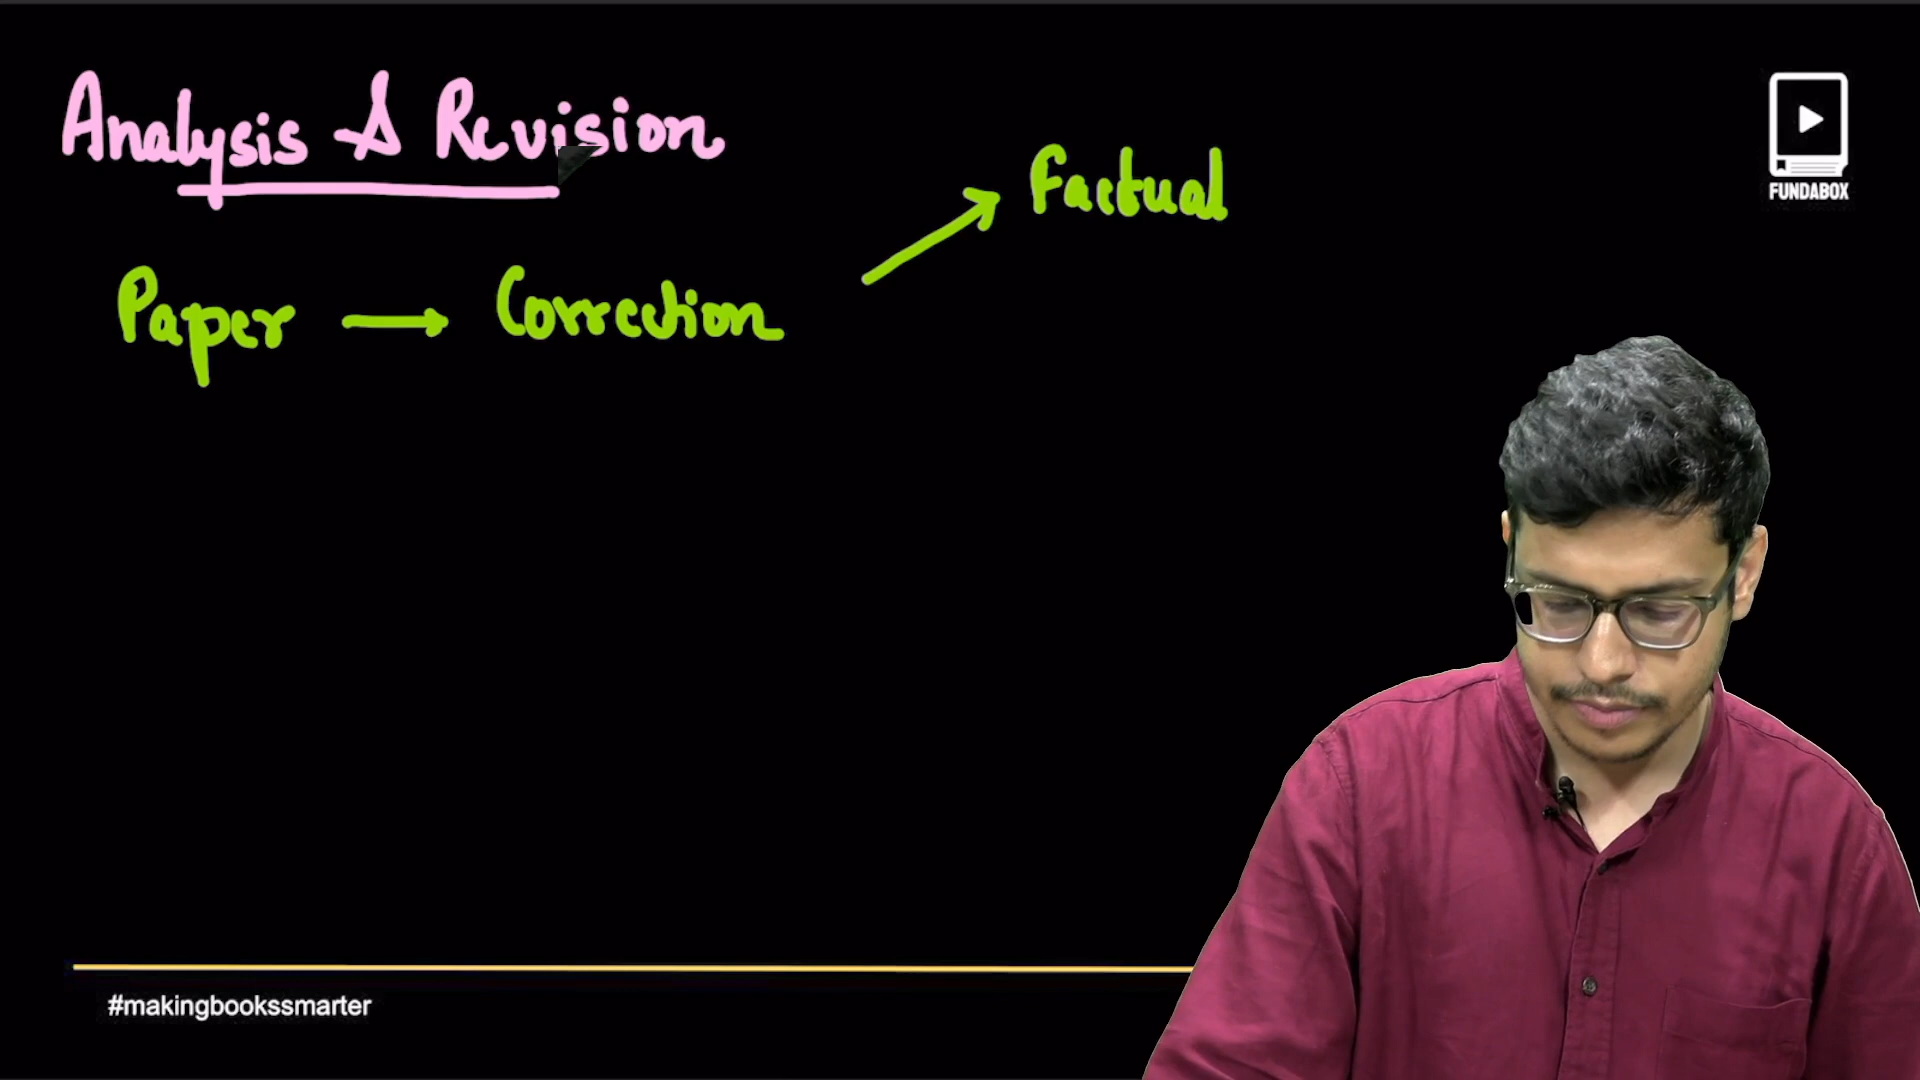 Analysis & Revision
Factual
FUNDABOX
Paper → Correction
#makingbookssmarter